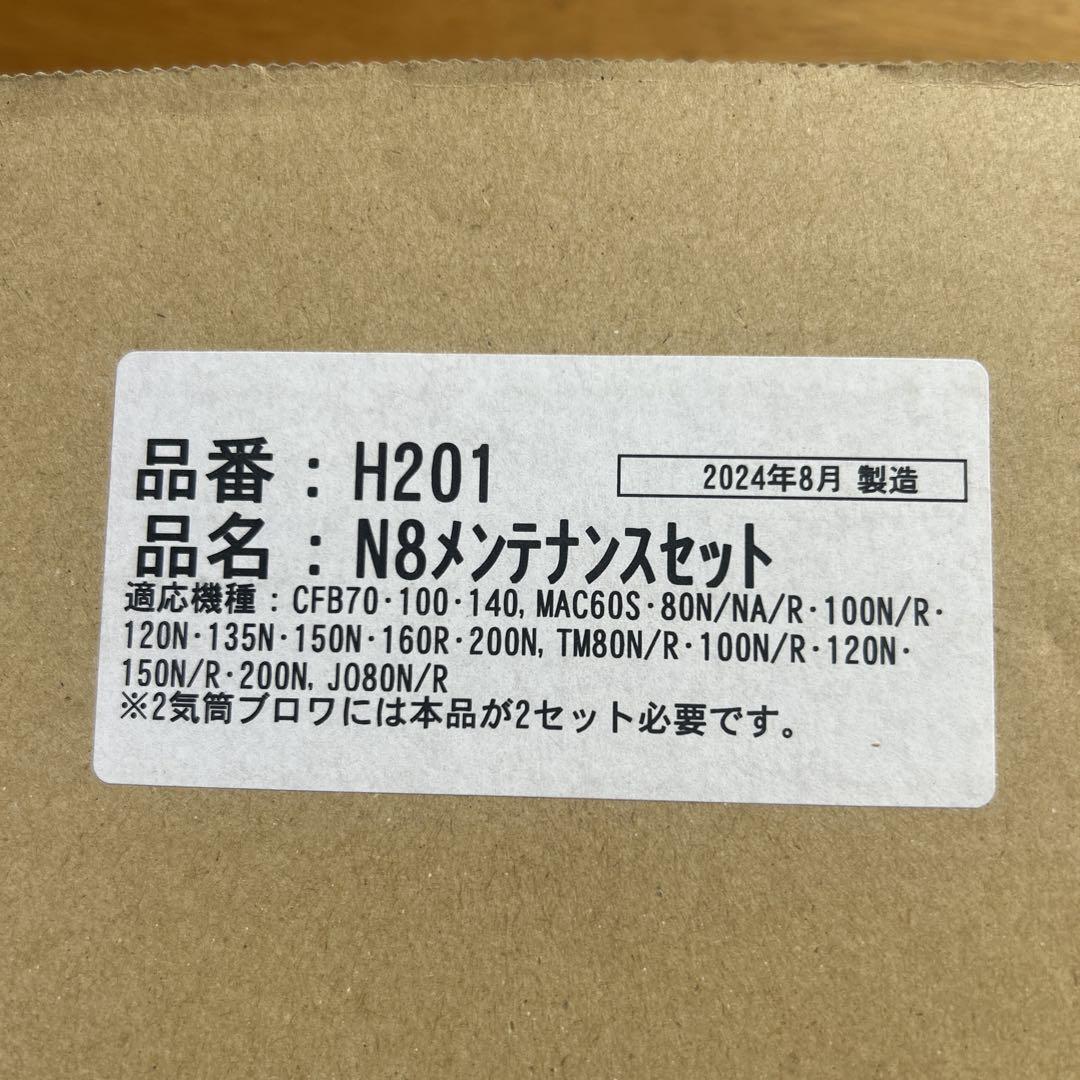 品番：H201
2024年8月 製造
品名：N8メンテナンスセット
適応機種：CFB70・100・140, MAC60S・80N/NA/R・100N/R・
120N・135N・150N・160R・200N, TM80N/R・100N/R・120N・
150N/R・200N, JO80N/R
※2気筒ブロワには本品が2セット必要です。